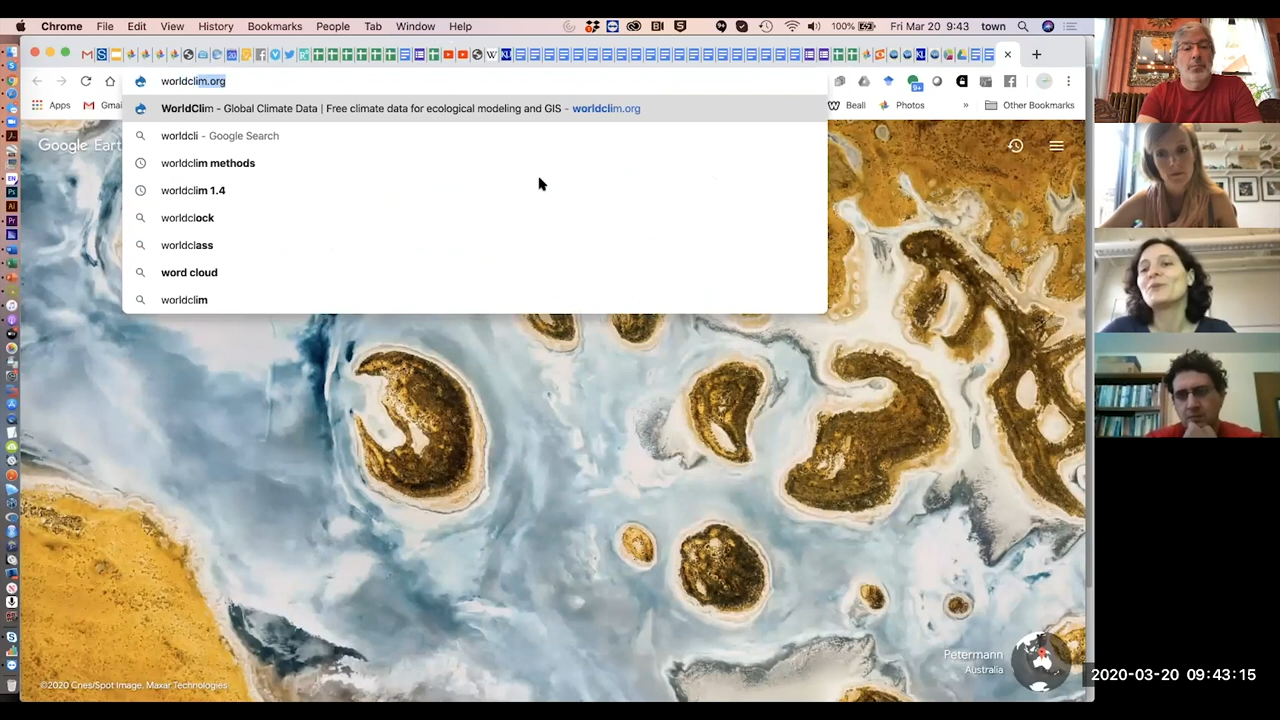 Chrome File Edit View History Bookmarks People Tab Window Help 100% Fri Mar 20 9:43 town
worldclim.org
Apps Gmai Beall Photos » Other Bookmarks
WorldClim - Global Climate Data | Free climate data for ecological modeling and GIS - worldclim.org
Google Eart
worldcli - Google Search
worldclim methods
worldclim 1.4
worldclock
worldclass
word cloud
worldclim
Petermann
Australia
©2020 Cnes/Spot Image, Maxar Technologies
2020-03-20 09:43:15